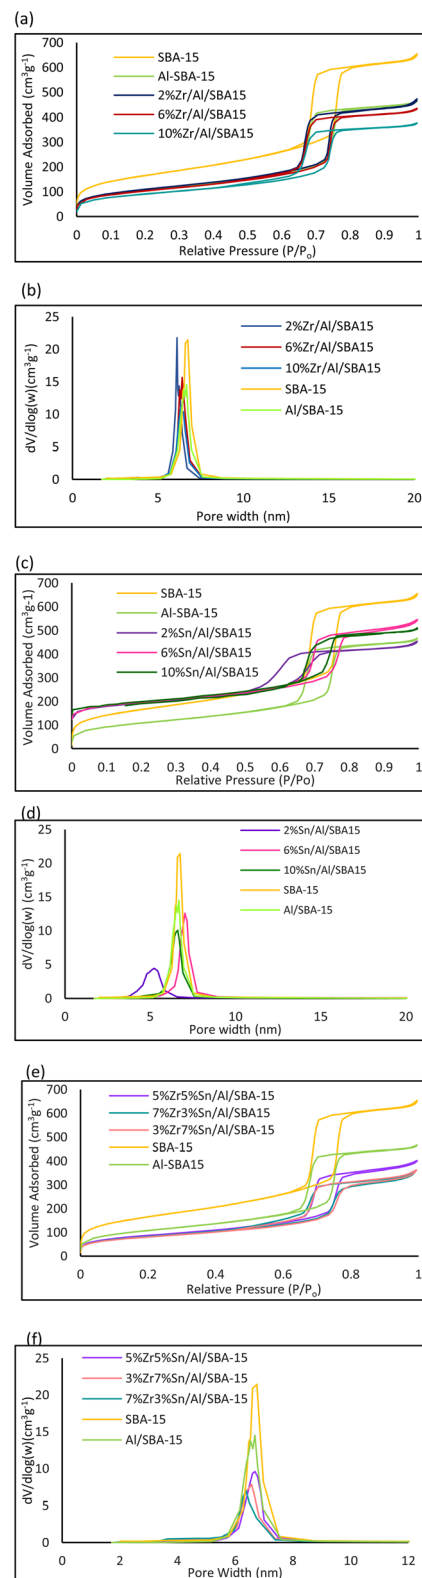 (a)
700
600
500
400
300
200
100
0
Volume Adsorbed (cm³g⁻¹)
SBA-15
Al-SBA-15
2%Zr/Al/SBA15
6%Zr/Al/SBA15
10%Zr/Al/SBA15
0 0.1 0.2 0.3 0.4 0.5 0.6 0.7 0.8 0.9 1
Relative Pressure (P/Pₒ)
(b)
25
20
15
10
5
0
dV/dlog(w)(cm³g⁻¹)
2%Zr/Al/SBA15
6%Zr/Al/SBA15
10%Zr/Al/SBA15
SBA-15
Al/SBA-15
0 5 10 15 20
Pore width (nm)
(c)
700
600
500
400
300
200
100
0
Volume Adsorbed (cm³g-1)
SBA-15
Al-SBA-15
2%Sn/Al/SBA15
6%Sn/Al/SBA15
10%Sn/Al/SBA15
0 0.1 0.2 0.3 0.4 0.5 0.6 0.7 0.8 0.9 1
Relative Pressure (P/Po)
(d)
25
20
15
10
5
0
dV/dlog(w) (cm³g⁻¹)
2%Sn/Al/SBA15
6%Sn/Al/SBA15
10%Sn/Al/SBA15
SBA-15
Al/SBA-15
0 5 10 15 20
Pore width (nm)
(e)
700
600
500
400
300
200
100
0
Volume Adsorbed (cm³g⁻¹)
5%Zr5%Sn/Al/SBA-15
7%Zr3%Sn/Al/SBA15
3%Zr7%Sn/Al/SBA-15
SBA-15
Al-SBA15
0 0.2 0.4 0.6 0.8 1
Relative Pressure (P/Pₒ)
(f)
25
20
15
10
5
0
dV/dlog(w)(cm³g⁻¹)
5%Zr5%Sn/Al/SBA-15
3%Zr7%Sn/Al/SBA-15
7%Zr3%Sn/Al/SBA-15
SBA-15
Al/SBA-15
0 2 4 6 8 10 12
Pore Width (nm)